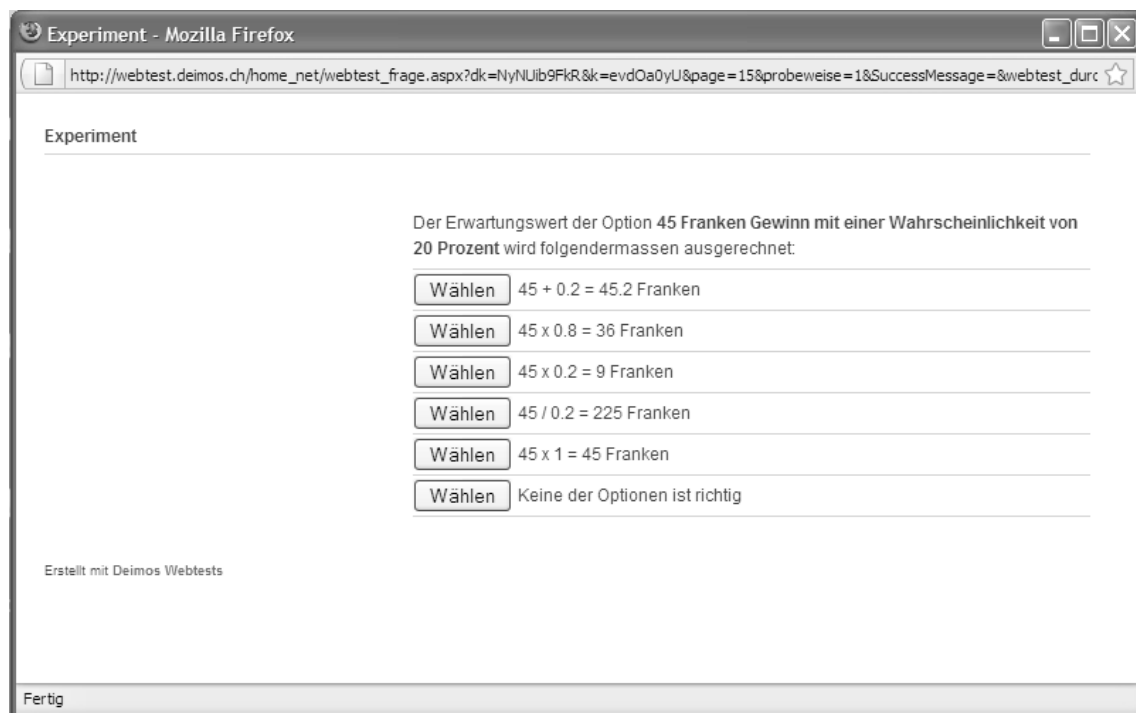 Experiment - Mozilla Firefox
http://webtest.deimos.ch/home_net/webtest_frage.aspx?dk=NyNUib9FkR&k=evdOa0yU&page=15&probeweise=1&SuccessMessage=&webtest_durc
Experiment
Der Erwartungswert der Option 45 Franken Gewinn mit einer Wahrscheinlichkeit von
20 Prozent wird folgendermassen ausgerechnet:
Wählen 45 + 0.2 = 45.2 Franken
Wählen 45 x 0.8 = 36 Franken
Wählen 45 x 0.2 = 9 Franken
Wählen 45 / 0.2 = 225 Franken
Wählen 45 x 1 = 45 Franken
Wählen Keine der Optionen ist richtig
Erstellt mit Deimos Webtests
Fertig